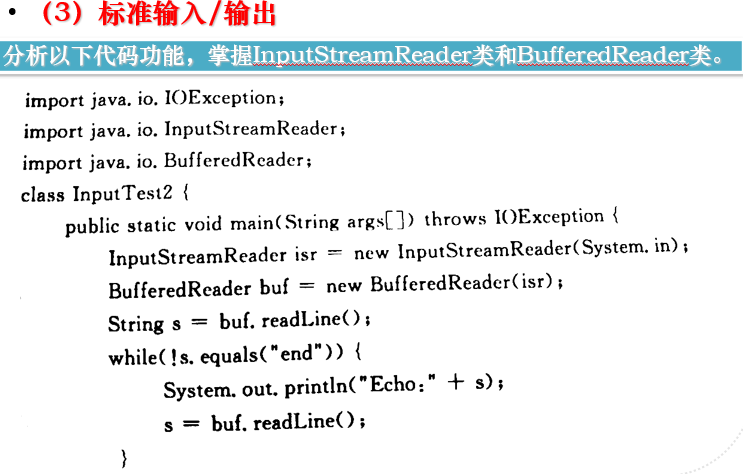 • （3）标准输入/输出
分析以下代码功能，掌握InputStreamReader类和BufferedReader类。
import java. io. IOException;
import java. io. InputStreamReader;
import java. io. BufferedReader;
class InputTest2 {
public static void main(String args[]) throws IOException {
InputStreamReader isr = new InputStreamReader(System. in);
BufferedReader buf = new BufferedReader(isr);
String s = buf. readLine();
while(!s. equals("end")) {
System. out. println("Echo:" + s);
s = buf. readLine();
}